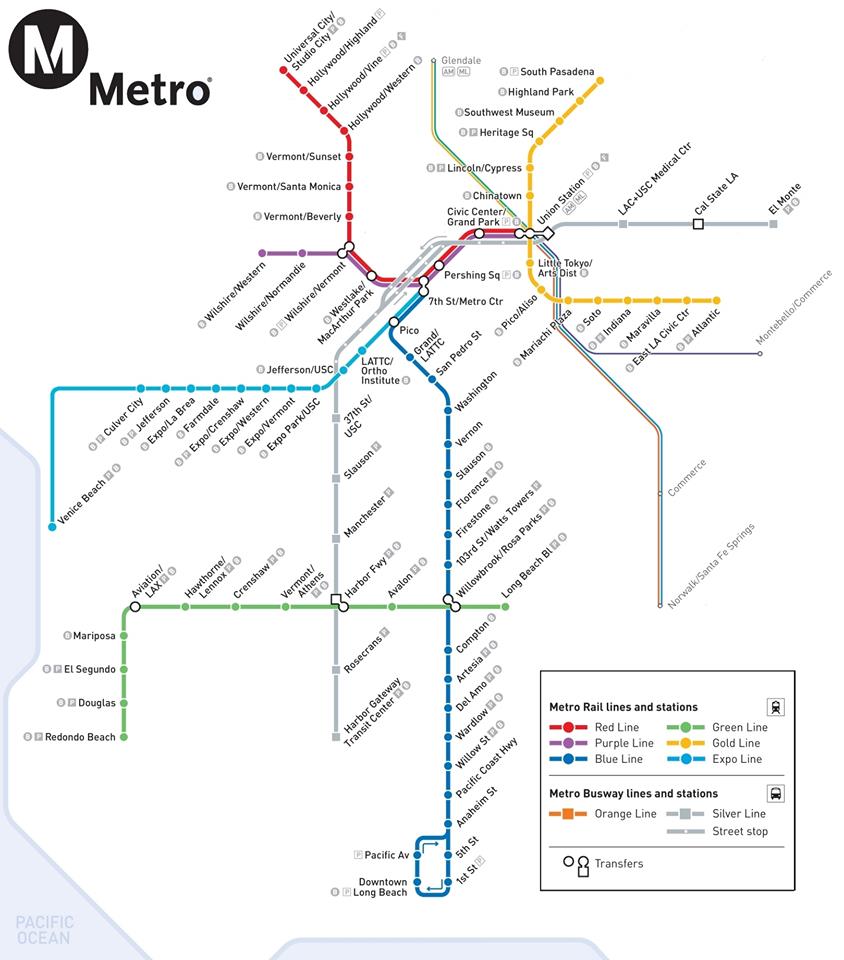 M
Metro
Universal City/
Studio City P B
Hollywood/Highland P
Hollywood/Vine P B
Hollywood/Western
B Vermont/Sunset
B Vermont/Santa Monica
B Vermont/Beverly
B Wilshire/Western
Wilshire/Normandie
B P Wilshire/Vermont
B Westlake/
MacArthur Park
Glendale
AM ML
B P South Pasadena
B Highland Park
B Southwest Museum
B P Heritage Sq
B P Lincoln/Cypress
B Chinatown
Civic Center/
Grand Park P B
Union Station P B
AM ML
LAC+USC Medical Ctr
Cal State LA
El Monte
P B
Pershing Sq P B
7th St/Metro Ctr
Little Tokyo/
Arts Dist B
B Pico/Aliso
B Mariachi Plaza
B Soto
B P Indiana
B Maravilla
B East LA Civic Ctr
B P Atlantic
Montebello/Commerce
Commerce
Norwalk/Santa Fe Springs
Pico
Grand/
LATTC
San Pedro St
Washington
Vernon
Slauson B
Florence P B
Firestone B
103rd St/Watts Towers P
Willowbrook/Rosa Parks P B
Long Beach Bl P B
B Jefferson/USC
LATTC/
Ortho
Institute B
B P Culver City
B P Jefferson
B Expo/La Brea
B Farmdale
B P Expo/Crenshaw
B Expo/Western
B Expo/Vermont
B Expo Park/USC
Venice Beach P B
37th St/
USC
Slauson P
Manchester P
Harbor Fwy P B
Aviation/
LAX P B
Hawthorne/
Lennox P B
Crenshaw P B
Vermont/
Athens
P B
Avalon P B
B Mariposa
B P El Segundo
B P Douglas
B P Redondo Beach
Rosecrans P
Harbor Gateway
Transit Center P B
Compton B
Artesia P B
Del Amo P B
Wardlow P B
Willow St P B
Pacific Coast Hwy
Anaheim St
P Pacific Av
5th St
1st St P
Downtown
B P Long Beach
PACIFIC
OCEAN
Metro Rail lines and stations
Red Line
Green Line
Purple Line
Gold Line
Blue Line
Expo Line
Metro Busway lines and stations
Orange Line
Silver Line
Street stop
Transfers